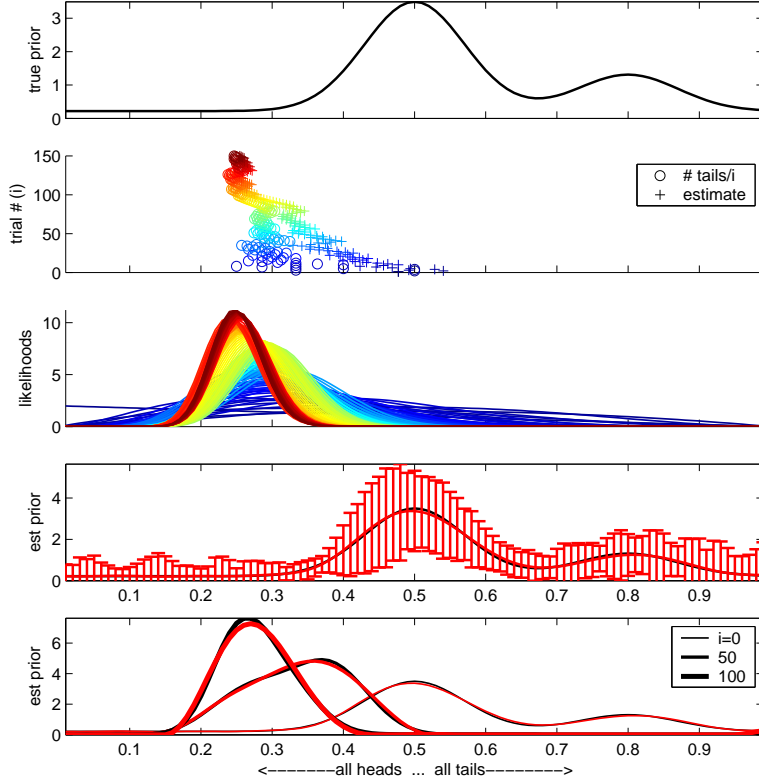 3
2
1
0
true prior
150
100
50
0
trial # (i)
# tails/i
estimate
10
5
0
likelihoods
4
2
0
est prior
0.1 0.2 0.3 0.4 0.5 0.6 0.7 0.8 0.9
6
4
2
0
est prior
i=0
50
100
0.1 0.2 0.3 0.4 0.5 0.6 0.7 0.8 0.9
<−−−−−−−all heads ... all tails−−−−−−−−>